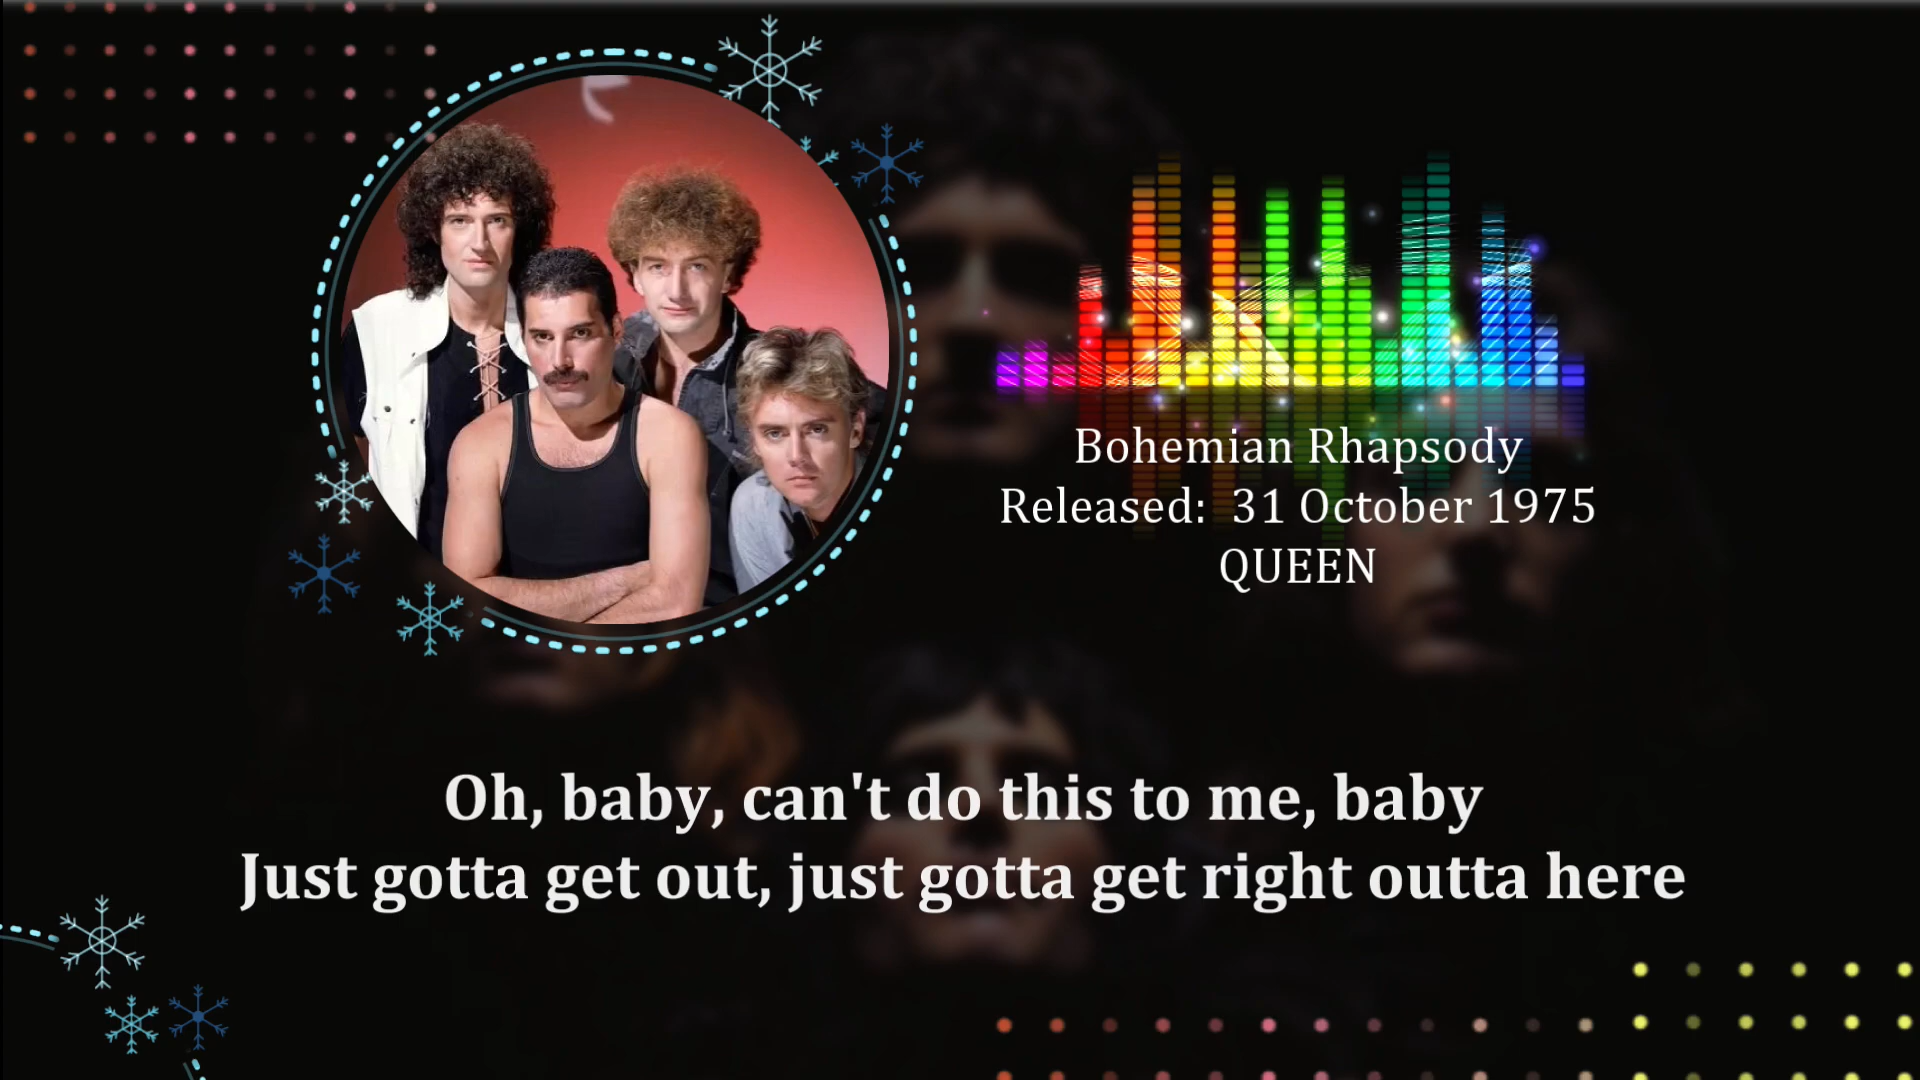 Bohemian Rhapsody
Released:  31 October 1975
QUEEN
Oh, baby, can't do this to me, baby
Just gotta get out, just gotta get right outta here